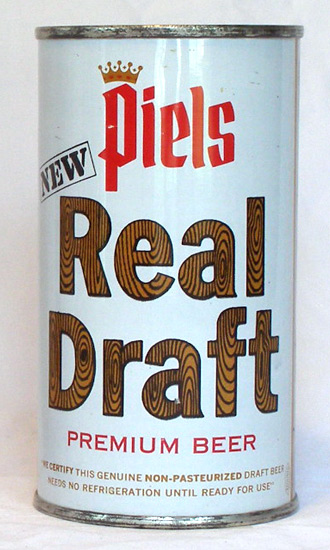 Piels
NEW
Real
Draft
PREMIUM BEER
CERTIFY THIS GENUINE NON-PASTEURIZED DRAFT BEER
NEEDS NO REFRIGERATION UNTIL READY FOR USE"